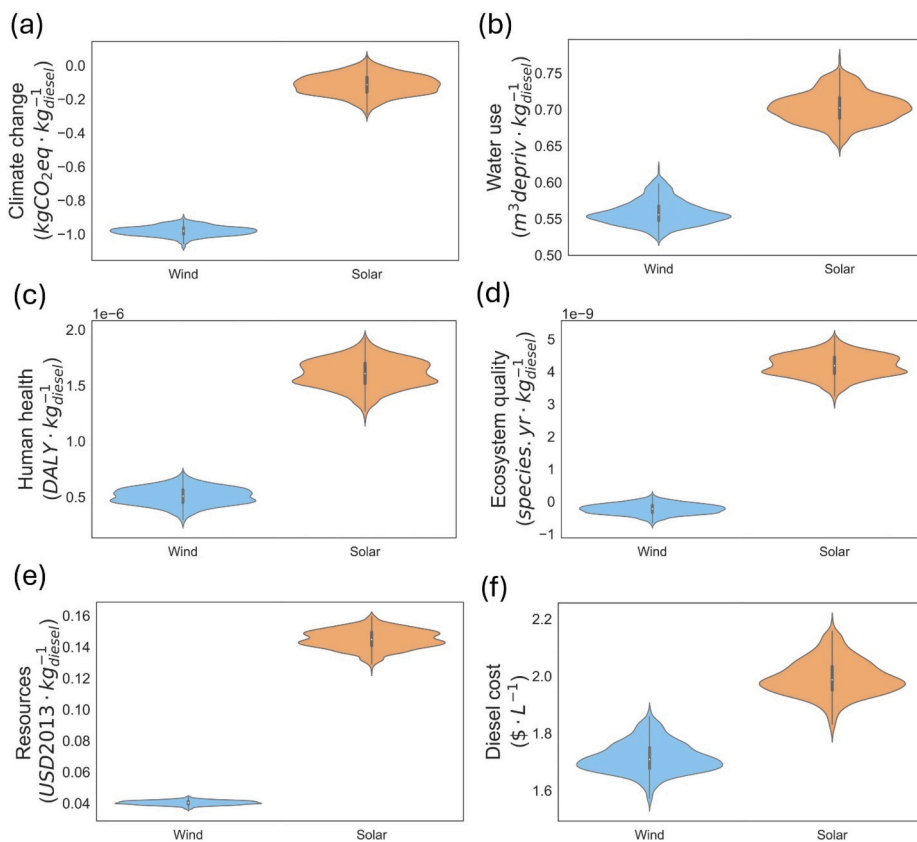 (a)
Climate change
(kgCO₂eq · kg⁻¹diesel)
0.0
−0.2
−0.4
−0.6
−0.8
−1.0
Wind Solar
(b)
Water use
(m³depriv · kg⁻¹diesel)
0.75
0.70
0.65
0.60
0.55
0.50
Wind Solar
(c)
1e-6
Human health
(DALY · kg⁻¹diesel)
2.0
1.5
1.0
0.5
Wind Solar
(d)
1e-9
Ecosystem quality
(species.yr · kg⁻¹diesel)
5
4
3
2
1
0
−1
Wind Solar
(e)
Resources
(USD2013 · kg⁻¹diesel)
0.16
0.14
0.12
0.10
0.08
0.06
0.04
Wind Solar
(f)
Diesel cost
($ · L⁻¹)
2.2
2.0
1.8
1.6
Wind Solar